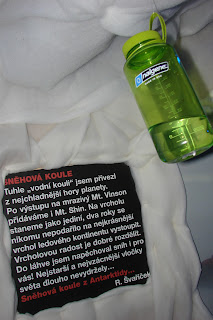 nalgene
SNĚHOVÁ KOULE
Tuhle „vodní kouli“ jsem přivezl
z nejchladnější hory planety.
Po výstupu na mrazivý Mt. Vinson
přidáváme i Mt. Shin. Na vrcholu
staneme jako jediní, dva roky se
nikomu nepodařilo na nejkrásnější
vrchol ledového kontinentu vystoupit.
Vrcholovou radost je dobré rozdělit.
Do láhve jsem napěchoval sníh i pro
vás! Nejstarší a nejvzácnější vločky
světa dlouho nevydržely...
Sněhová koule z Antarktidy...
R. Švaříček